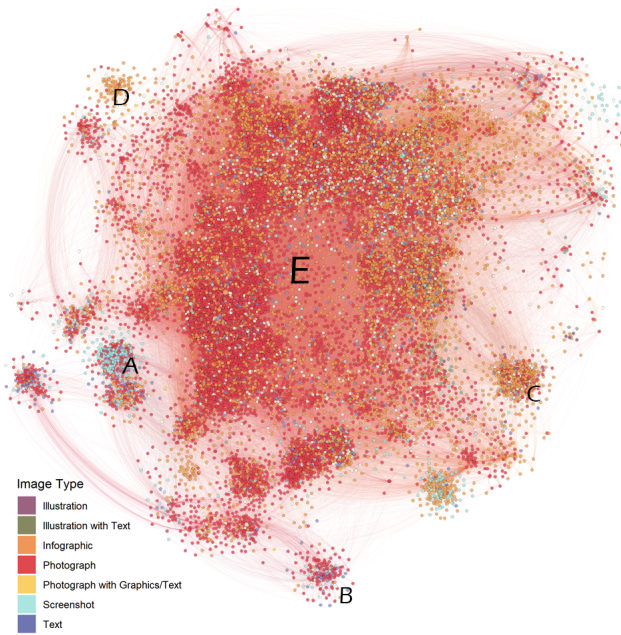 D
E
A
C
B
Image Type
Illustration
Illustration with Text
Infographic
Photograph
Photograph with Graphics/Text
Screenshot
Text